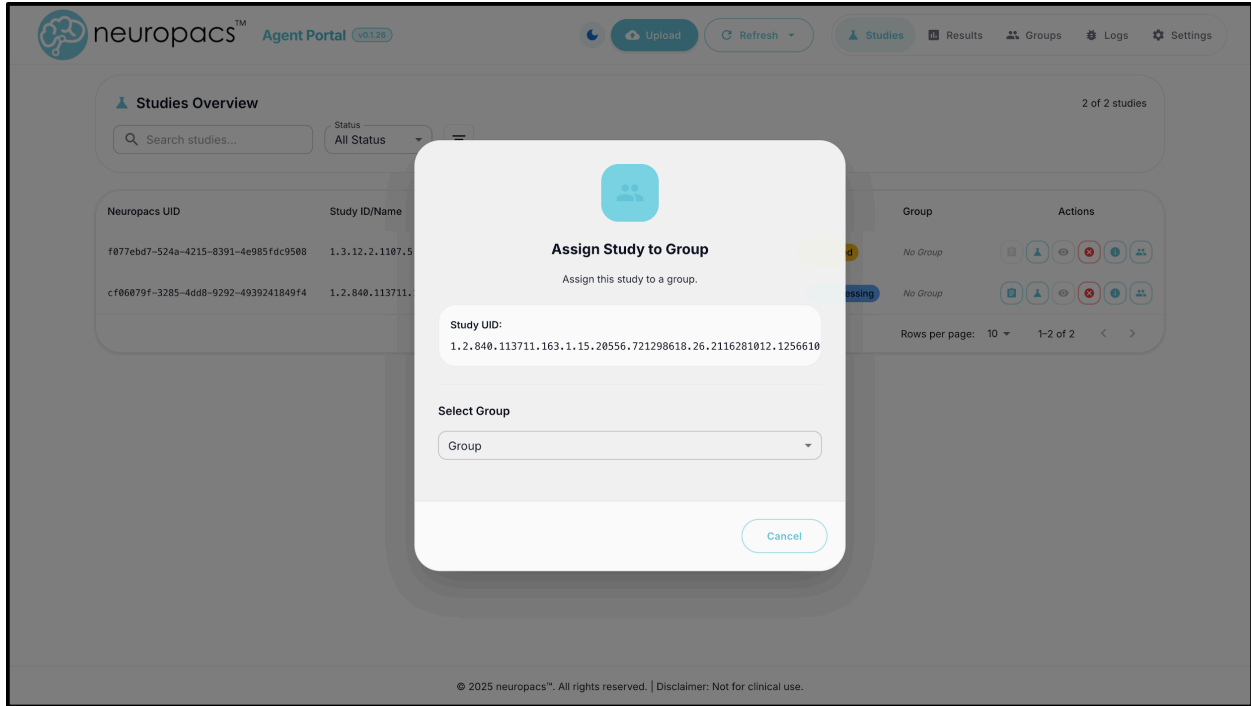 neuropacs™ Agent Portal v0.1.26 Upload Refresh Studies Results Groups Logs Settings
Studies Overview 2 of 2 studies
Search studies... Status All Status
Neuropacs UID Study ID/Name Group Actions
f077ebd7-524a-4215-8391-4e985fdc9508 1.3.12.2.1107.5 No Group
cf06079f-3285-4dd8-9292-4939241849f4 1.2.840.113711. No Group
Rows per page: 10 1–2 of 2
Assign Study to Group
Assign this study to a group.
Study UID:
1.2.840.113711.163.1.15.20556.721298618.26.2116281012.1256610
Select Group
Group
Cancel
© 2025 neuropacs™. All rights reserved. | Disclaimer: Not for clinical use.